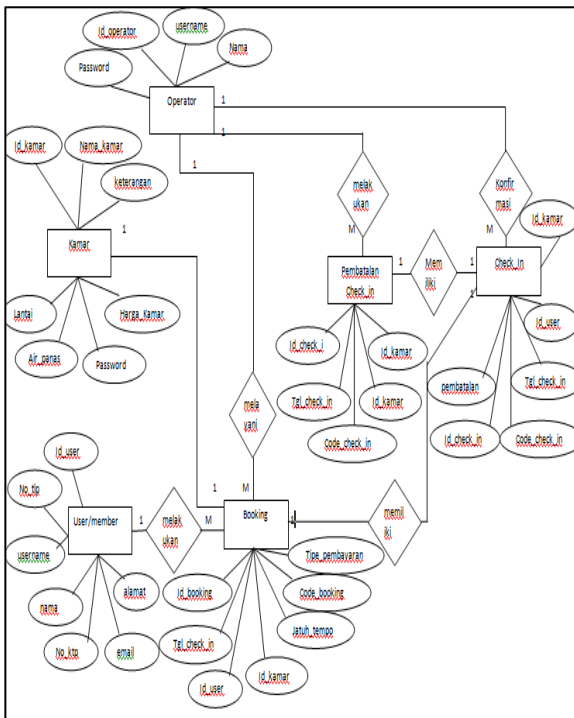 Id_operator
username
Nama
Password
Operator
1
1
1
Id_kamar
Nama_kamar
keterangan
Kamar
1
Lantai
Harga_Kamar
Air_panas
Password
melak
ukan
M
Konfir
masi
M
Id_kamar
Pembatalan
Check_in
1
Mem
iliki
1
Check_In
1
Id_check_i
Id_kamar
Tgl_check_in
Id_kamar
Code_check_in
Id_user
pembatalan
Tgl_check_in
Id_check_in
Code_check_in
mela
yani
M
1
Id_user
No_tlp
username
User/member
1
melak
ukan
M
Booking
1
memil
iki
nama
alamat
No_ktp
email
Id_booking
Tipe_pembayaran
Code_booking
Jatuh_tempo
Tgl_check_in
Id_user
Id_kamar